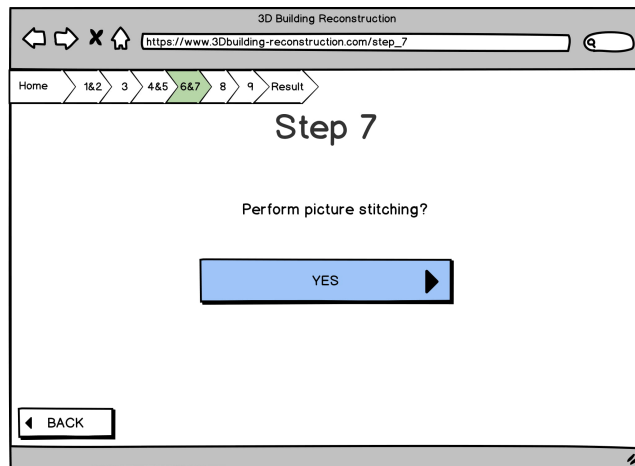 3D Building Reconstruction
https://www.3Dbuilding-reconstruction.com/step_7
Home 1&2 3 4&5 6&7 8 9 Result
Step 7
Perform picture stitching?
YES
BACK